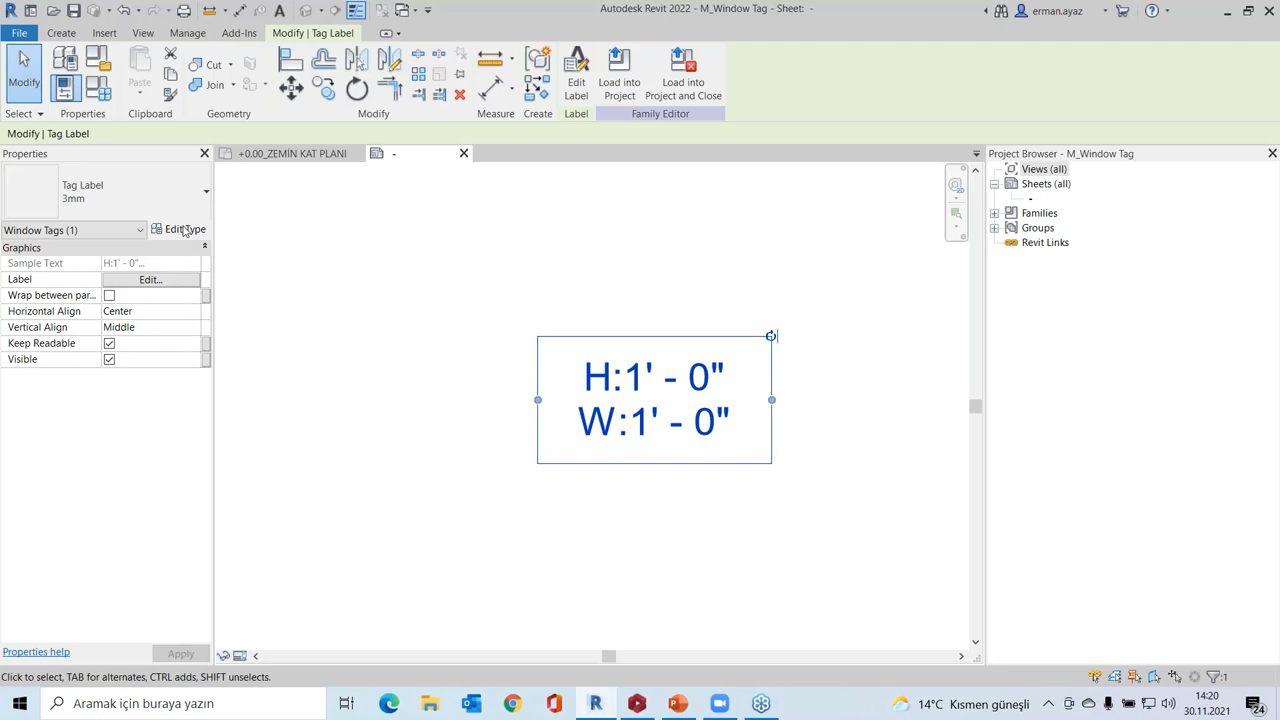 Autodesk Revit 2022 - M_Window Tag - Sheet: -
erman.ayaz
File Create Insert View Manage Add-Ins Modify | Tag Label
Modify
Paste
Cut
Join
Edit Label
Load into Project
Load into Project and Close
Select Properties Clipboard Geometry Modify Measure Create Label Family Editor
Modify | Tag Label
Properties
+0.00_ZEMİN KAT PLANI
-
Project Browser - M_Window Tag
Tag Label
3mm
Window Tags (1)
Edit Type
Graphics
Sample Text H:1' - 0"...
Label Edit...
Wrap between par...
Horizontal Align Center
Vertical Align Middle
Keep Readable
Visible
Properties help
Apply
2D
H:1' - 0"
W:1' - 0"
Views (all)
Sheets (all)
-
Families
Groups
Revit Links
Click to select, TAB for alternates, CTRL adds, SHIFT unselects.
:1
Aramak için buraya yazın
14°C Kısmen güneşli
14:20
30.11.2021
24